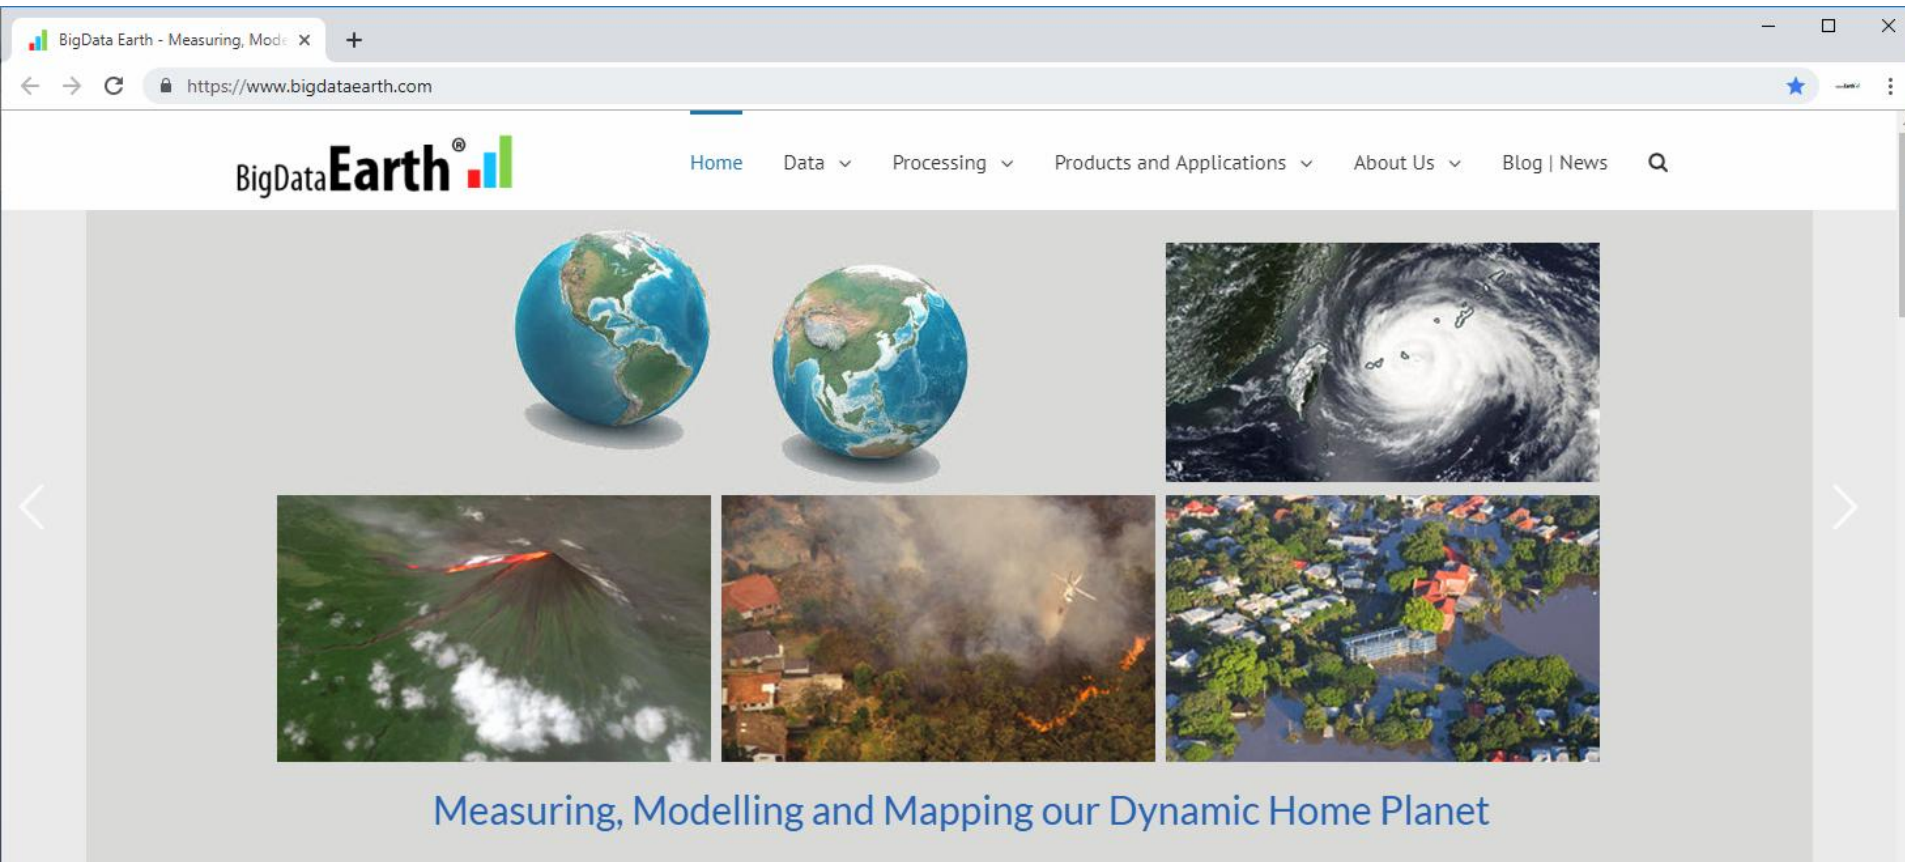 BigData Earth - Measuring, Mode
https://www.bigdataearth.com
BigDataEarth®
Home Data Processing Products and Applications About Us Blog | News
Measuring, Modelling and Mapping our Dynamic Home Planet